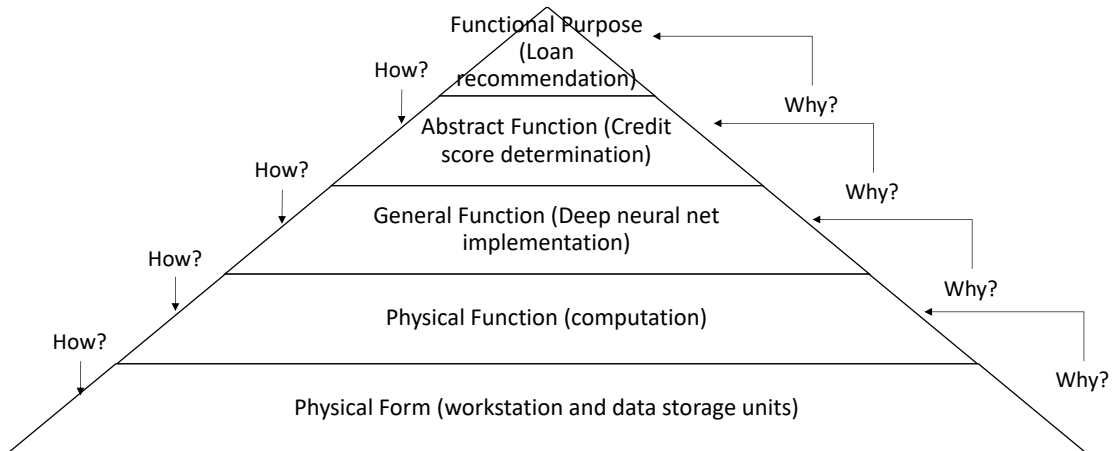 Functional Purpose
(Loan
recommendation)
How?
Why?
Abstract Function (Credit
score determination)
How?
Why?
General Function (Deep neural net
implementation)
How?
Why?
Physical Function (computation)
How?
Why?
Physical Form (workstation and data storage units)